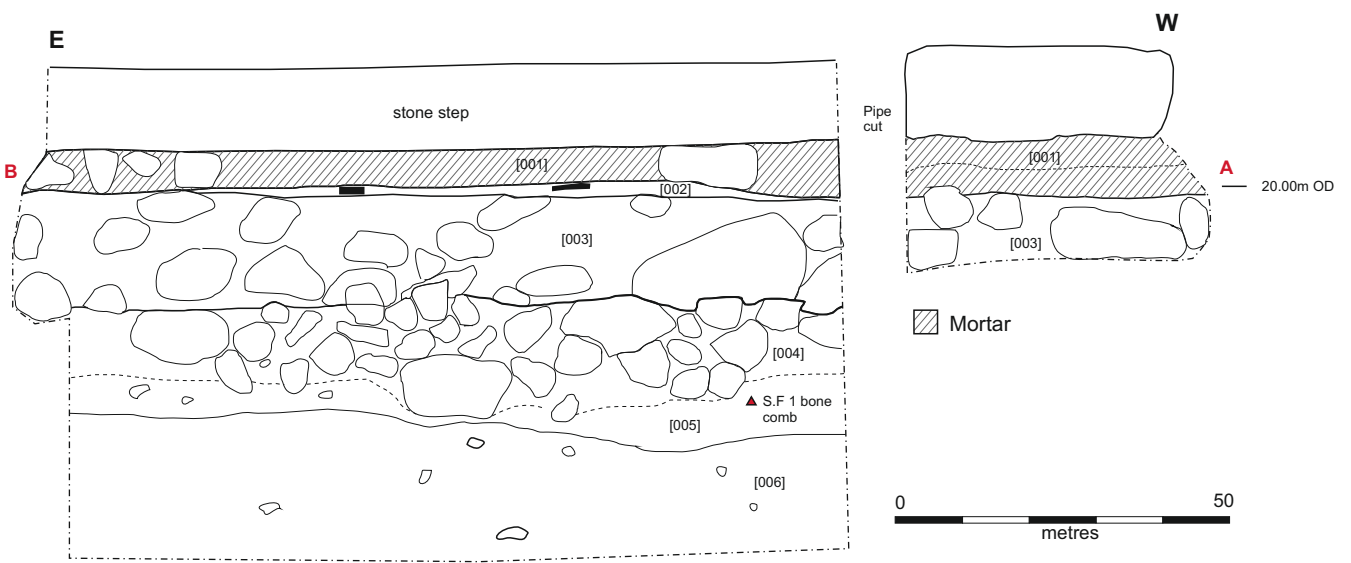 E
W
stone step
Pipe
cut
B
[001]
[001]
[002]
A
20.00m OD
[003]
[003]
Mortar
[004]
S.F 1 bone
comb
[005]
[006]
0
50
metres